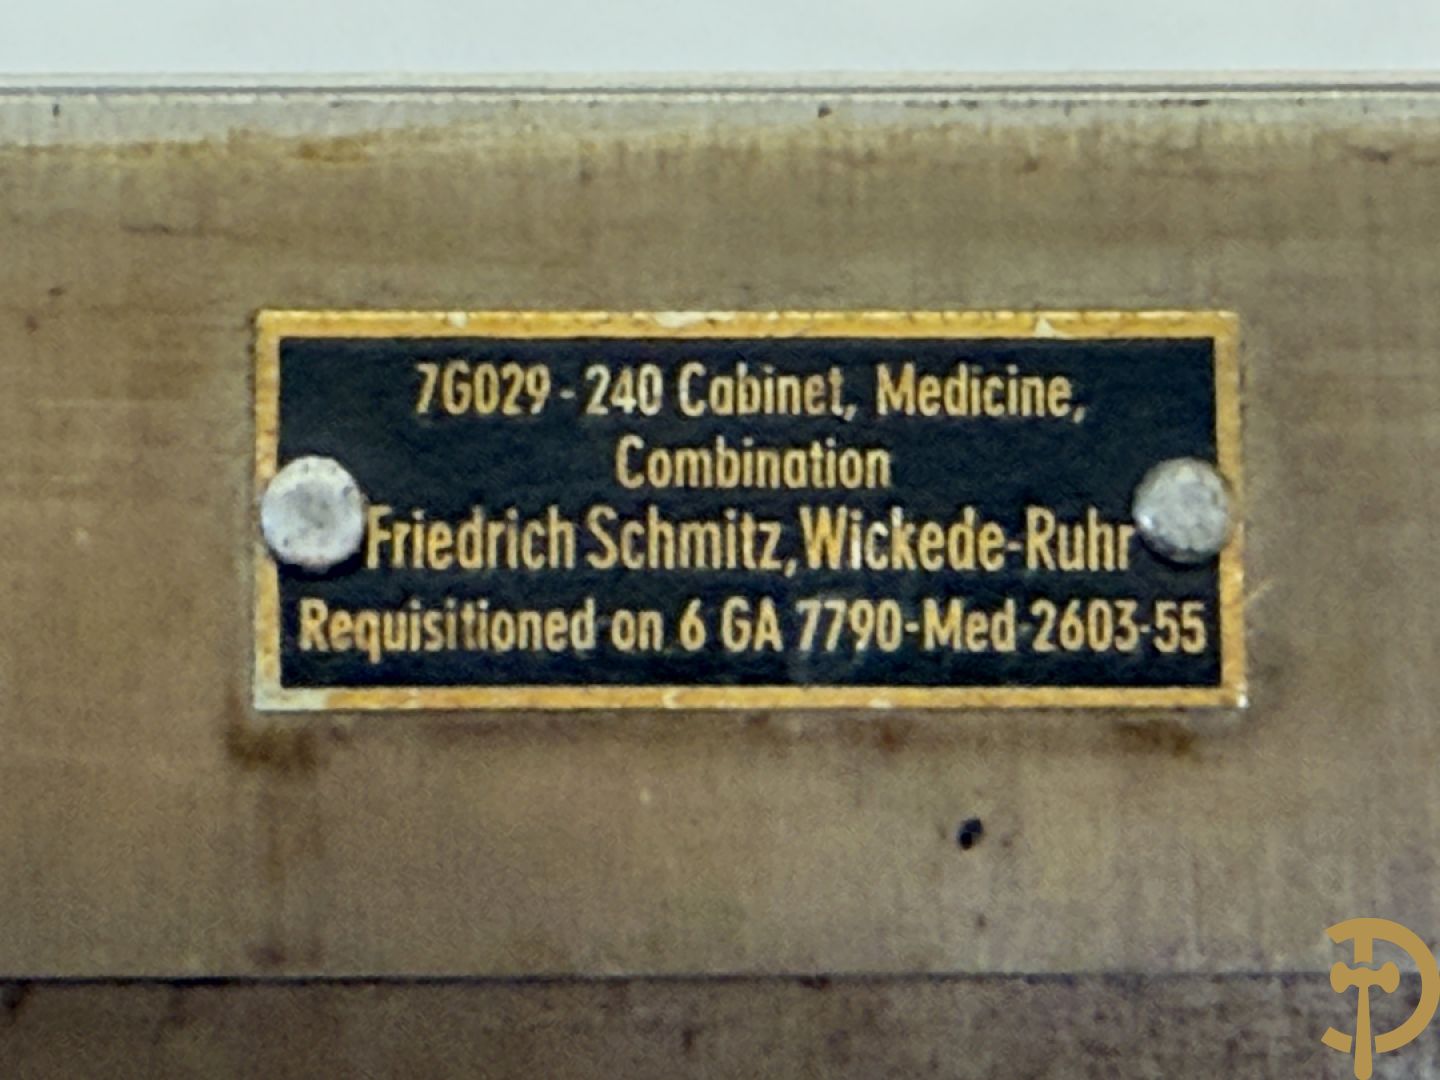 7G029-240 Cabinet, Medicine,
Combination
Friedrich Schmitz, Wickede-Ruhr
Requisitioned on 6 GA 7790-Med-2603-55